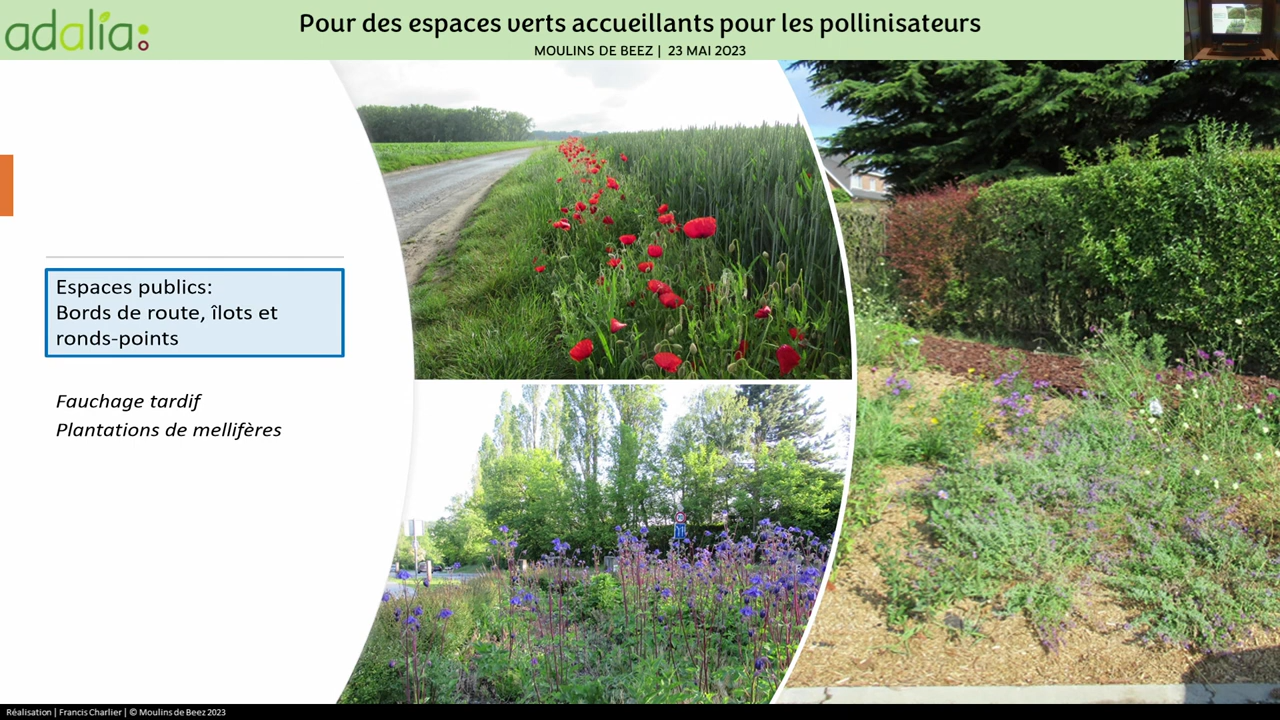 adalia
Pour des espaces verts accueillants pour les pollinisateurs
MOULINS DE BEEZ | 23 MAI 2023
Espaces publics:
Bords de route, îlots et
ronds-points
Fauchage tardif
Plantations de mellifères
Réalisation | Francis Charlier | © Moulins de Beez 2023